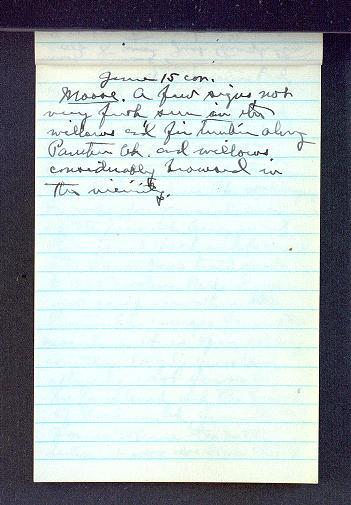 June 15 con.
Moose. A few signs not
very fresh seen in the
willows and fir timber along
Panther Ck. and willows
considerably browsed in
the vicinity.